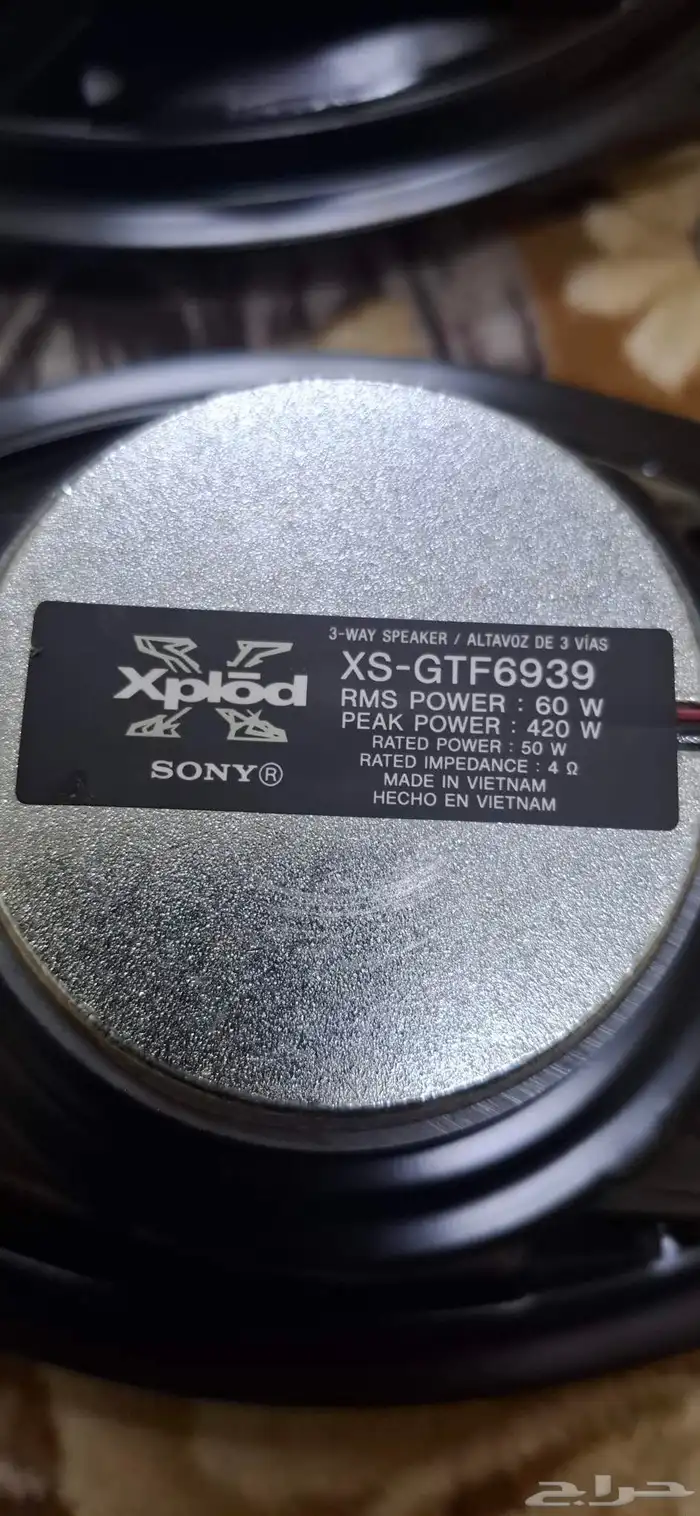 3-WAY SPEAKER / ALTAVOZ DE 3 VÍAS
Xplōd
SONY®
XS-GTF6939
RMS POWER : 60 W
PEAK POWER : 420 W
RATED POWER : 50 W
RATED IMPEDANCE : 4 Ω
MADE IN VIETNAM
HECHO EN VIETNAM
حراج